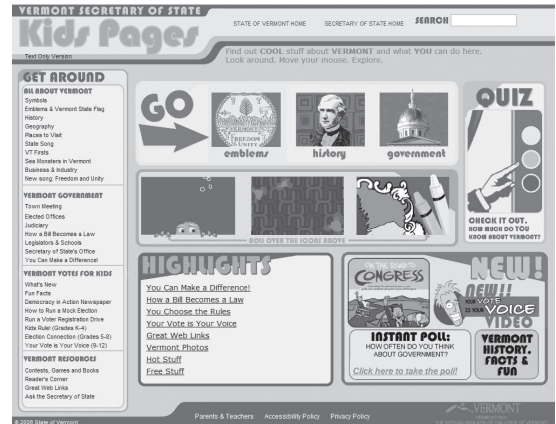 VERMONT SECRETARY OF STATE
Kids Pages
Text Only Version
STATE OF VERMONT HOME
SECRETARY OF STATE HOME
SEARCH
Find out COOL stuff about VERMONT and what YOU can do here.
Look around. Move your mouse. Explore.
GET AROUND
ALL ABOUT VERMONT
Symbols
Emblems & Vermont State Flag
History
Geography
Places to Visit
State Song
VT Firsts
Sea Monsters in Vermont
Business & Industry
New song: Freedom and Unity
VERMONT GOVERNMENT
Town Meeting
Elected Offices
Judiciary
How a Bill Becomes a Law
Legislators & Schools
Secretary of State's Office
You Can Make a Difference!
VERMONT VOTES FOR KIDS
What's New
Fun Facts
Democracy in Action Newspaper
How to Run a Mock Election
Run a Voter Registration Drive
Kids Rule! (Grades K-4)
Election Connection (Grades 5-8)
Your Vote is Your Voice (9-12)
VERMONT RESOURCES
Contests, Games and Books
Reader's Corner
Great Web Links
Ask the Secretary of State
GO
VERMONT
FREEDOM
& UNITY
emblems
history
government
ROLL OVER THE ICONS ABOVE
QUIZ
CHECK IT OUT.
HOW MUCH DO YOU
KNOW ABOUT VERMONT?
HIGHLIGHTS
You Can Make a Difference!
How a Bill Becomes a Law
You Choose the Rules
Your Vote is Your Voice
Great Web Links
Vermont Photos
Hot Stuff
Free Stuff
ON THE ROAD TO
CONGRESS
NEW!
NEW!!
YOUR VOTE
IS YOUR VOICE
VIDEO
INSTANT POLL:
HOW OFTEN DO YOU THINK
ABOUT GOVERNMENT?
Click here to take the poll!
VERMONT
HISTORY,
FACTS &
FUN
Parents & Teachers
Accessibility Policy
Privacy Policy
VERMONT
© 2008 State of Vermont